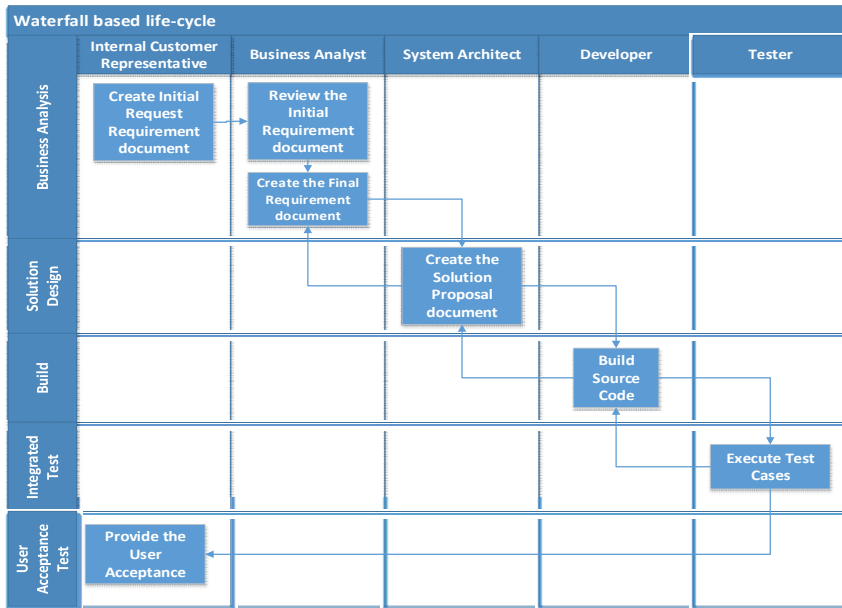 Waterfall based life-cycle
Internal Customer
Representative
Business Analyst
System Architect
Developer
Tester
Business Analysis
Create Initial
Request
Requirement
document
Review the
Initial
Requirement
document
Create the Final
Requirement
document
Solution
Design
Create the
Solution
Proposal
document
Build
Build
Source
Code
Integrated
Test
Execute Test
Cases
User
Acceptance
Test
Provide the
User
Acceptance